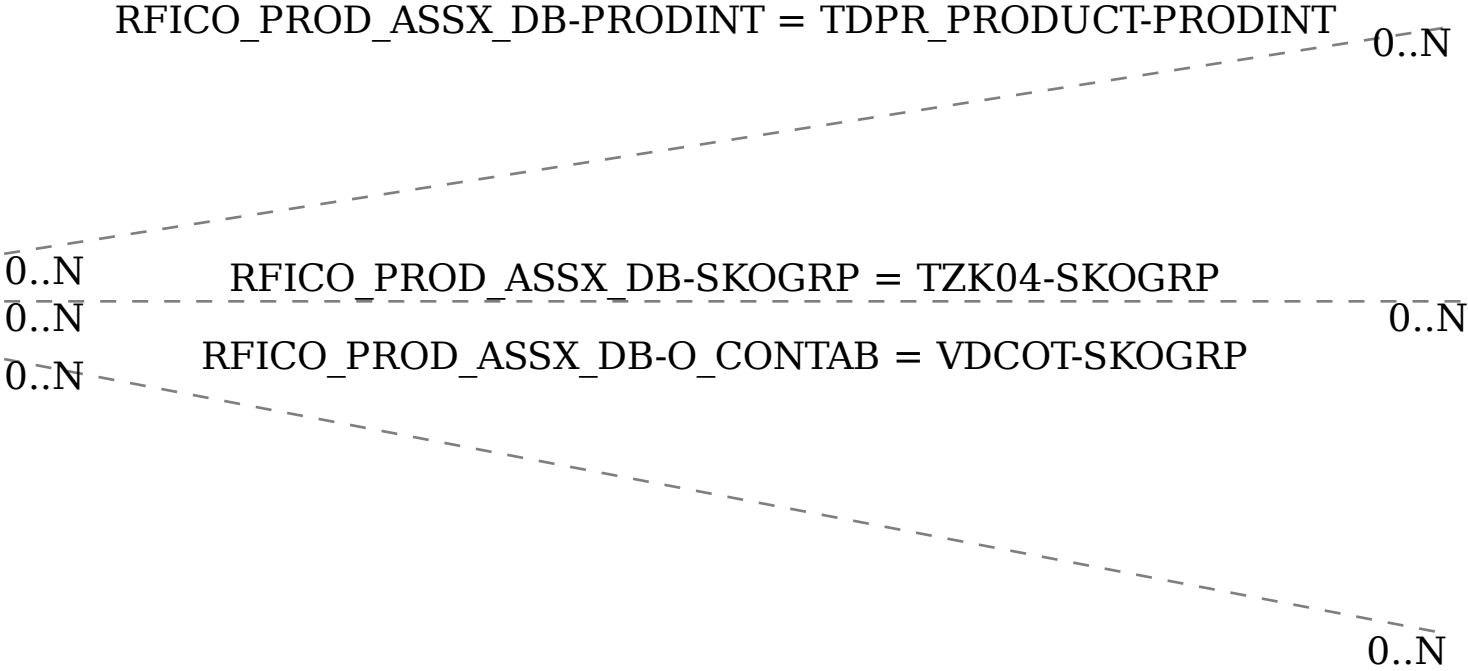 RFICO_PROD_ASSX_DB-PRODINT = TDPR_PRODUCT-PRODINT
0..N
0..N
RFICO_PROD_ASSX_DB-SKOGRP = TZK04-SKOGRP
0..N
0..N
RFICO_PROD_ASSX_DB-O_CONTAB = VDCOT-SKOGRP
0..N
0..N